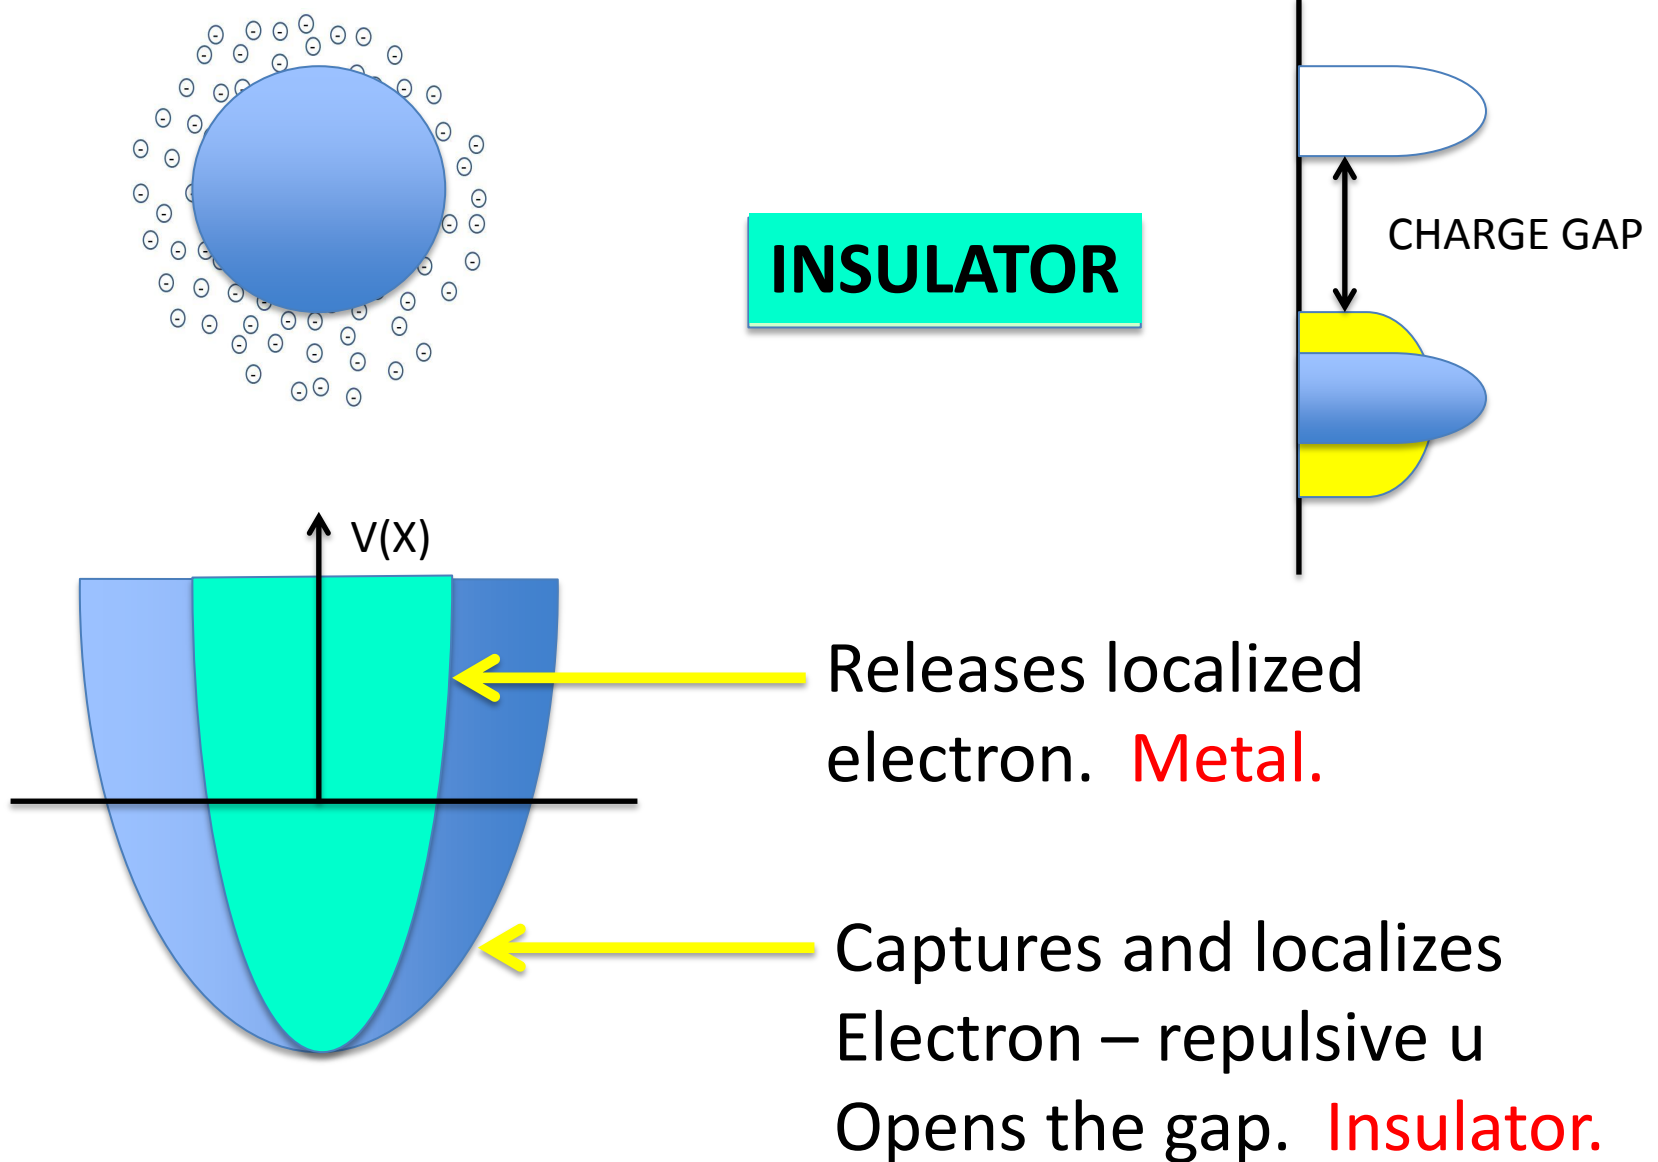 INSULATOR
CHARGE GAP
V(X)
Releases localized
electron. Metal.
Captures and localizes
Electron – repulsive u
Opens the gap. Insulator.